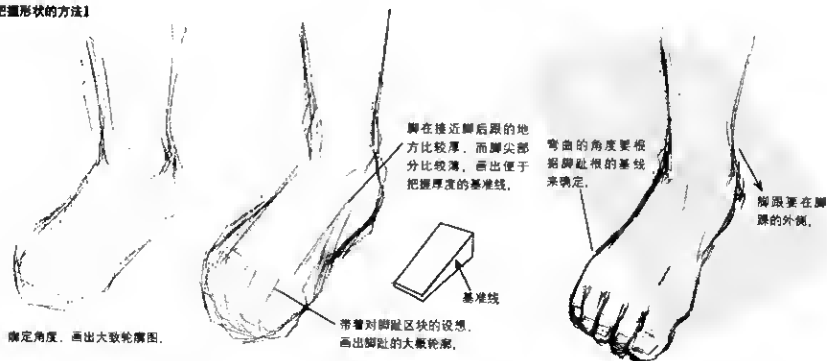 把握形状的方法】
脚在接近脚后跟的地
方比较厚，而脚尖部
分比较薄，画出便于
把握厚度的基准线。
弯曲的角度要根
据脚趾根的基线
来确定。
脚跟要在脚
踝的外侧。
基准线
确定角度，画出大致轮廓图。
带着对脚趾区块的设想，
画出脚趾的大概轮廓。